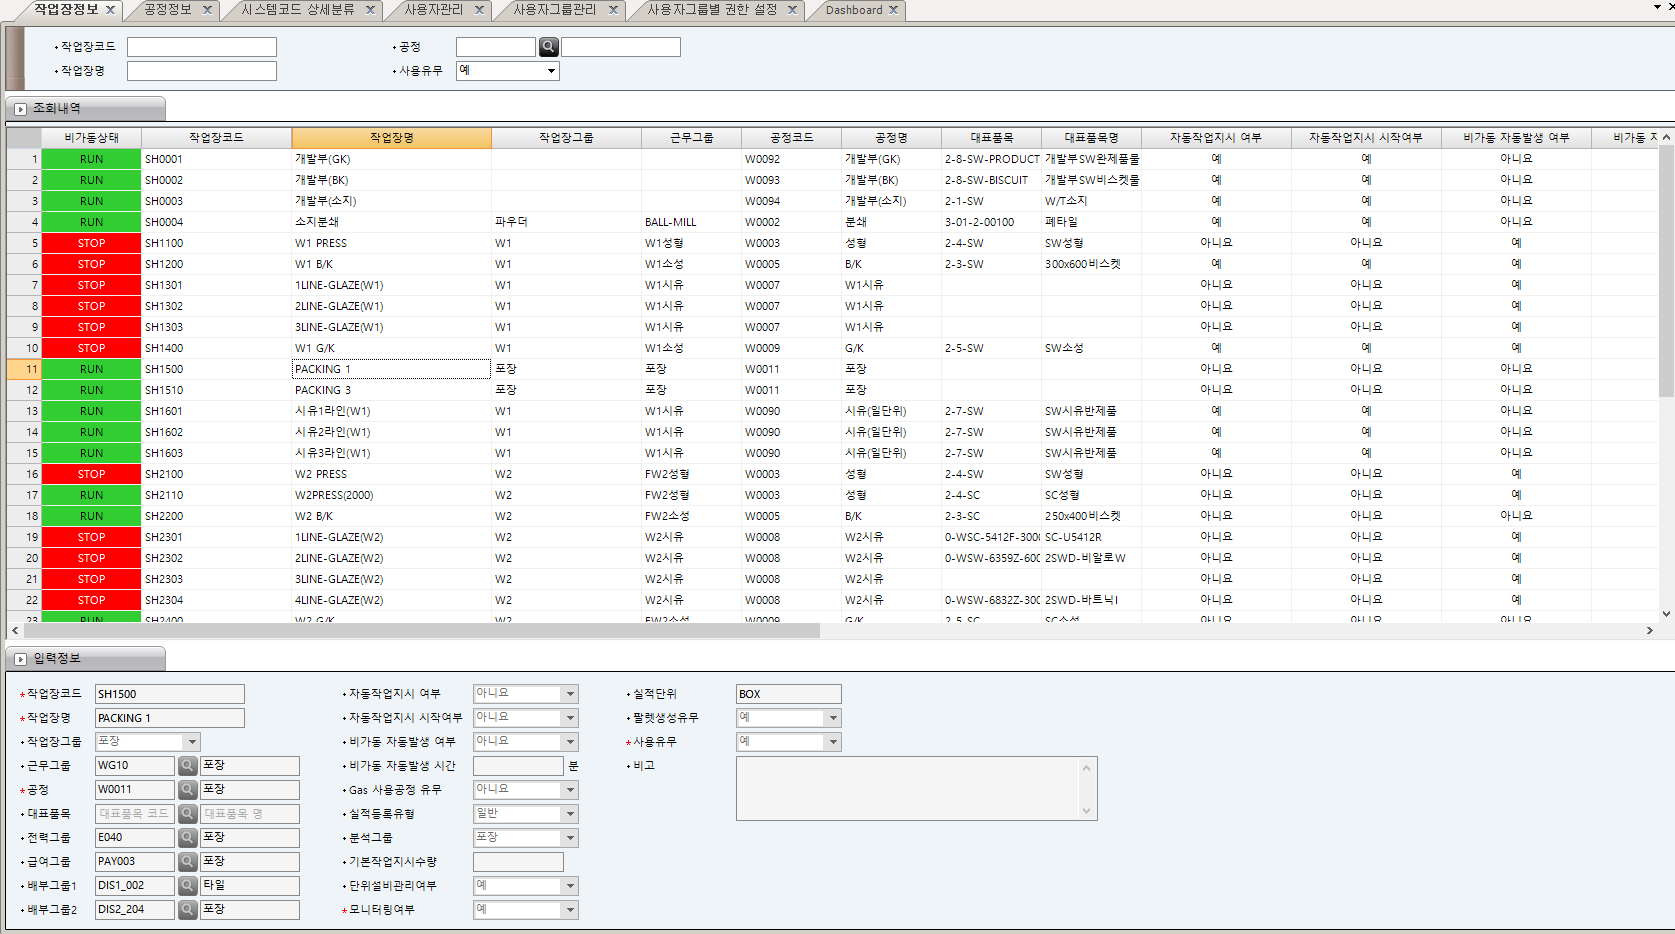 작업장정보 공정정보 시스템코드 상세분류 사용자관리 사용자그룹관리 사용자그룹별 권한 설정 Dashboard
작업장코드 공정
작업장명 사용유무 예
조회내역
비가동상태 작업장코드 작업장명 작업장그룹 근무그룹 공정코드 공정명 대표품목 대표품목명 자동작업지시 여부 자동작업지시 시작여부 비가동 자동발생 여부 비가동
1 RUN SH0001 개발부(GK) W0092 개발부(GK) 2-8-SW-PRODUCT 개발부SW완제품울 예 예 아니요
2 RUN SH0002 개발부(BK) W0093 개발부(BK) 2-8-SW-BISCUIT 개발부SW비스켓울 예 예 아니요
3 RUN SH0003 개발부(소지) W0094 개발부(소지) 2-1-SW W/T소지 예 예 아니요
4 RUN SH0004 소지분쇄 파우더 BALL-MILL W0002 분쇄 3-01-2-00100 폐타일 예 예 아니요
5 STOP SH1100 W1 PRESS W1 W1성형 W0003 성형 2-4-SW SW성형 아니요 아니요 예
6 STOP SH1200 W1 B/K W1 W1소성 W0005 B/K 2-3-SW 300x600비스켓 예 예 예
7 STOP SH1301 1LINE-GLAZE(W1) W1 W1시유 W0007 W1시유 아니요 아니요 예
8 STOP SH1302 2LINE-GLAZE(W1) W1 W1시유 W0007 W1시유 아니요 아니요 예
9 STOP SH1303 3LINE-GLAZE(W1) W1 W1시유 W0007 W1시유 아니요 아니요 예
10 STOP SH1400 W1 G/K W1 W1소성 W0009 G/K 2-5-SW SW소성 예 예 예
11 RUN SH1500 PACKING 1 포장 포장 W0011 포장 아니요 아니요 아니요
12 RUN SH1510 PACKING 3 포장 포장 W0011 포장 아니요 아니요 아니요
13 RUN SH1601 시유1라인(W1) W1 W1시유 W0090 시유(일단위) 2-7-SW SW시유반제품 예 예 아니요
14 RUN SH1602 시유2라인(W1) W1 W1시유 W0090 시유(일단위) 2-7-SW SW시유반제품 예 예 아니요
15 RUN SH1603 시유3라인(W1) W1 W1시유 W0090 시유(일단위) 2-7-SW SW시유반제품 예 예 아니요
16 STOP SH2100 W2 PRESS W2 FW2성형 W0003 성형 2-4-SW SW성형 아니요 아니요 예
17 RUN SH2110 W2PRESS(2000) W2 FW2성형 W0003 성형 2-4-SC SC성형 아니요 아니요 예
18 RUN SH2200 W2 B/K W2 FW2소성 W0005 B/K 2-3-SC 250x400비스켓 아니요 아니요 아니요
19 STOP SH2301 1LINE-GLAZE(W2) W2 W2시유 W0008 W2시유 0-WSC-5412F-300 SC-U5412R 아니요 아니요 예
20 STOP SH2302 2LINE-GLAZE(W2) W2 W2시유 W0008 W2시유 0-WSW-6359Z-600 2SWD-비알로W 아니요 아니요 예
21 STOP SH2303 3LINE-GLAZE(W2) W2 W2시유 W0008 W2시유 아니요 아니요 예
22 STOP SH2304 4LINE-GLAZE(W2) W2 W2시유 W0008 W2시유 0-WSW-6832Z-300 2SWD-바트닉I 아니요 아니요 예
23 RUN SH2400 W2 G/K W2 FW2소성 W0009 G/K 2-5-SC SC소성 아니요 아니요 아니요
입력정보
*작업장코드 SH1500 자동작업지시 여부 아니요 실적단위 BOX
*작업장명 PACKING 1 자동작업지시 시작여부 아니요 팔렛생성유무 예
작업장그룹 포장 비가동 자동발생 여부 아니요 *사용유무 예
근무그룹 WG10 포장 비가동 자동발생 시간 분 비고
*공정 W0011 포장 Gas 사용공정 유무 아니요
대표품목 대표품목 코드 대표품목 명 실적등록유형 일반
전력그룹 E040 포장 분석그룹 포장
급여그룹 PAY003 포장 기본작업지시수량
배부그룹1 DIS1_002 타일 단위설비관리여부 예
배부그룹2 DIS2_204 포장 *모니터링여부 예